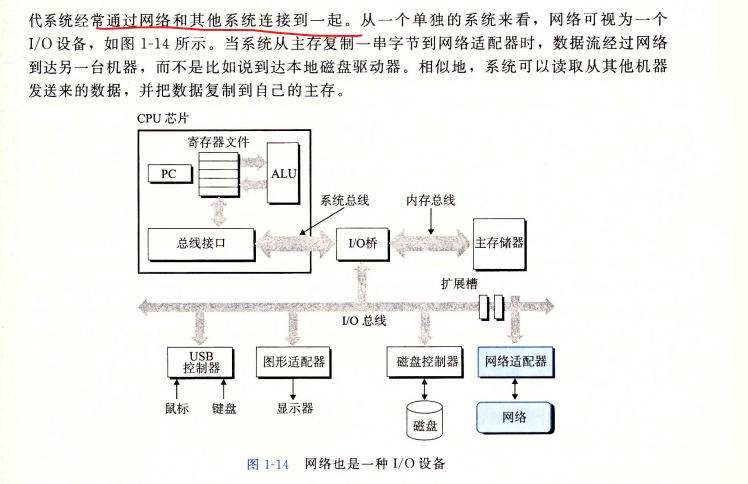 代系统经常通过网络和其他系统连接到一起。从一个单独的系统来看，网络可视为一个
I/O 设备，如图 1-14 所示。当系统从主存复制一串字节到网络适配器时，数据流经过网络
到达另一台机器，而不是比如说到达本地磁盘驱动器。相似地，系统可以读取从其他机器
发送来的数据，并把数据复制到自己的主存。
CPU 芯片
寄存器文件
PC
ALU
系统总线
内存总线
总线接口
I/O桥
主存储器
扩展槽
I/O 总线
USB
控制器
图形适配器
磁盘控制器
网络适配器
鼠标
键盘
显示器
磁盘
网络
图 1-14 网络也是一种 I/O 设备